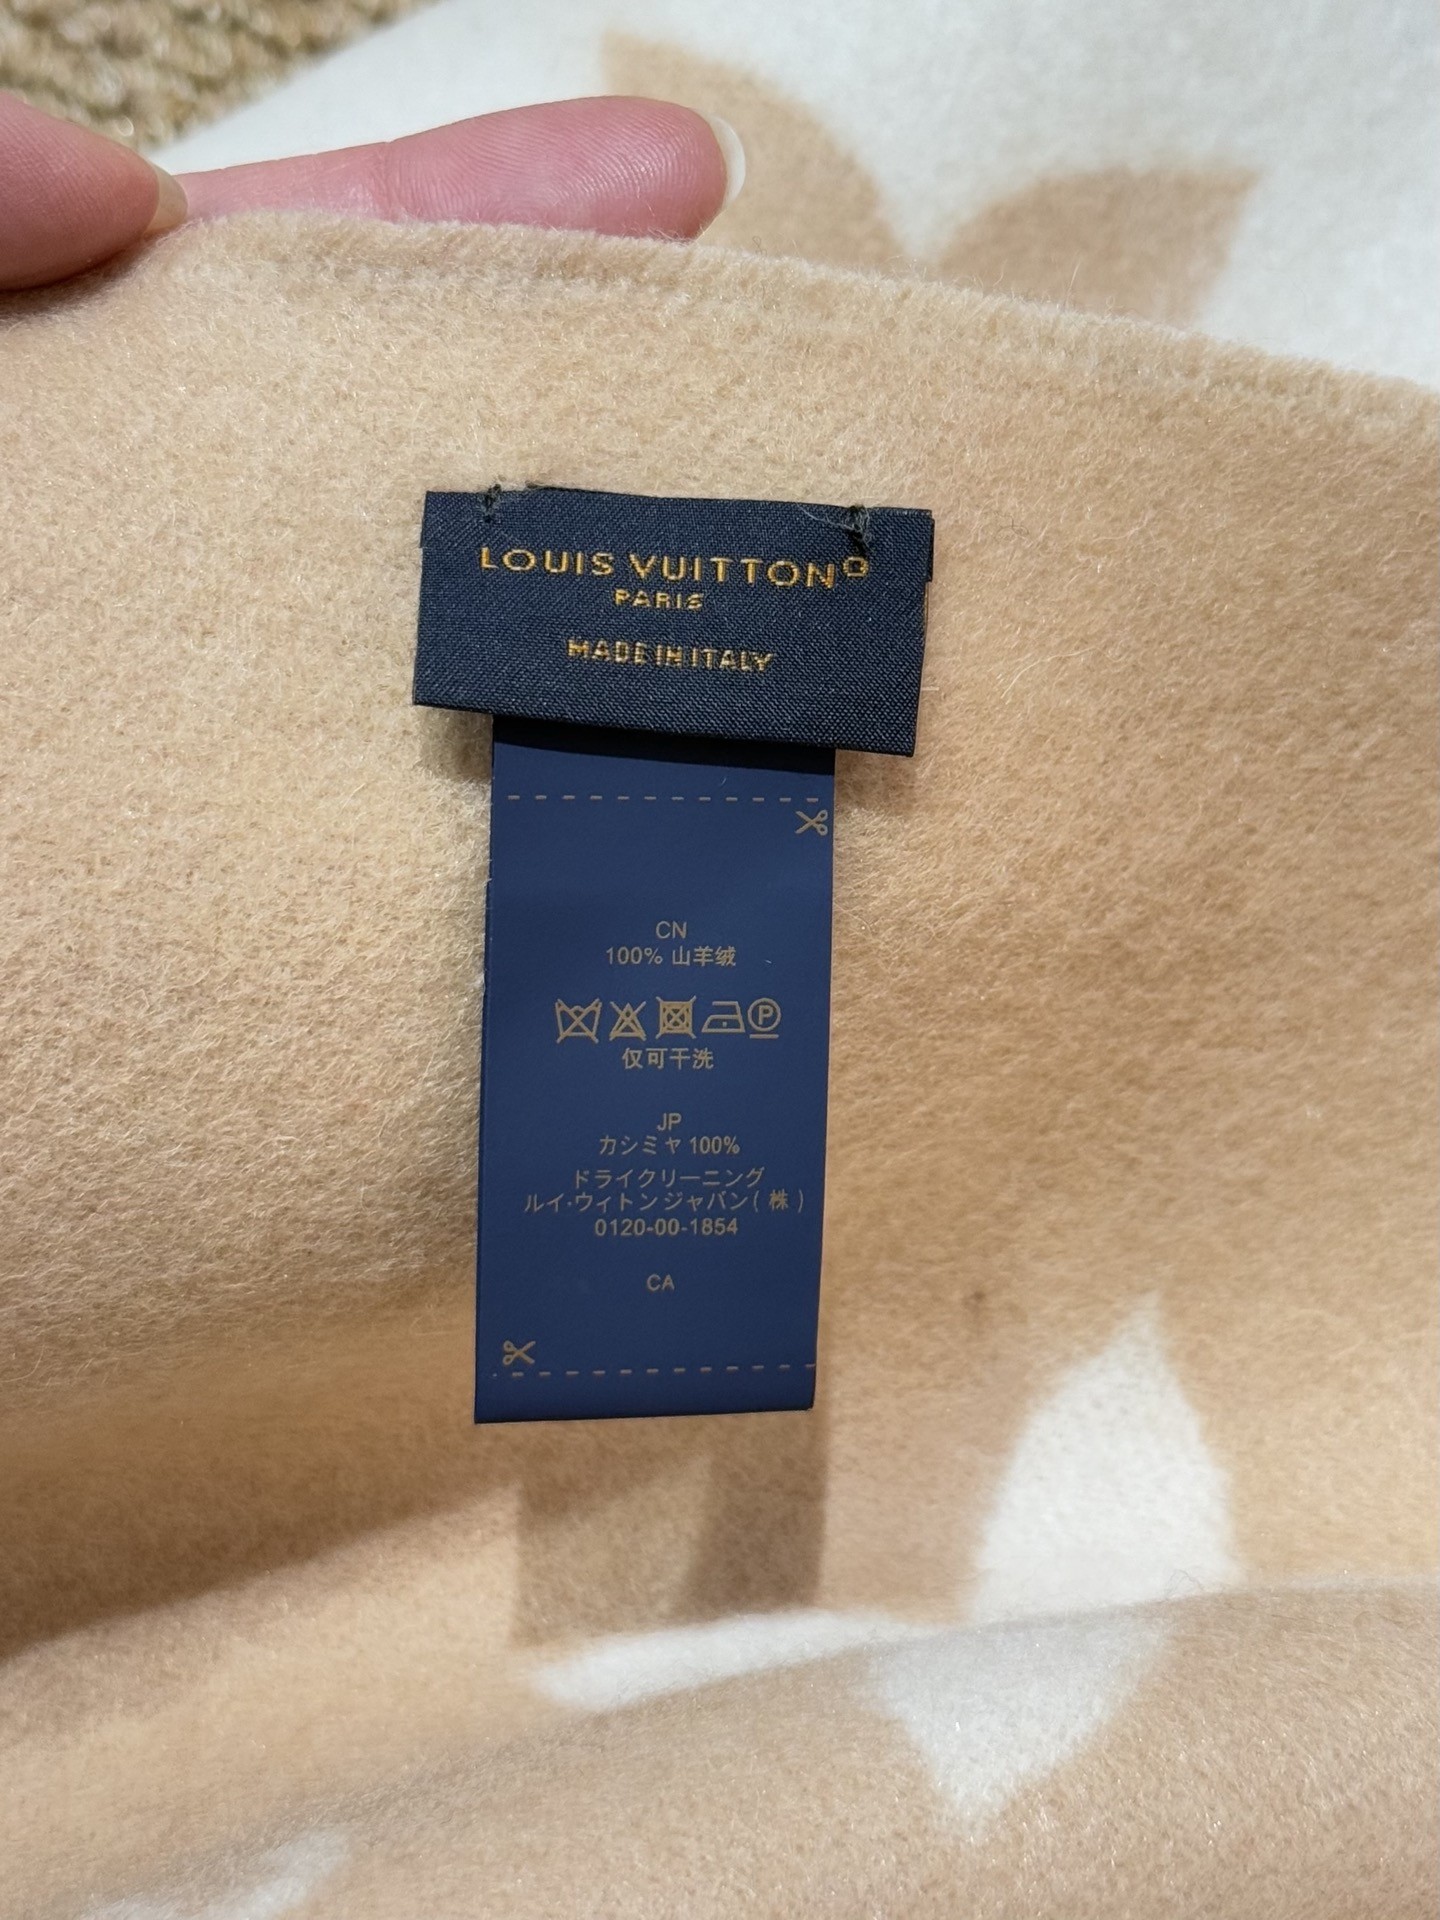 LOUIS VUITTON®
PARIS
MADE IN ITALY
CN
100% 山羊绒
P
仅可干洗
JP
カシミヤ 100%
ドライクリーニング
ルイ・ウィトンジャパン(株)
0120-00-1854
CA